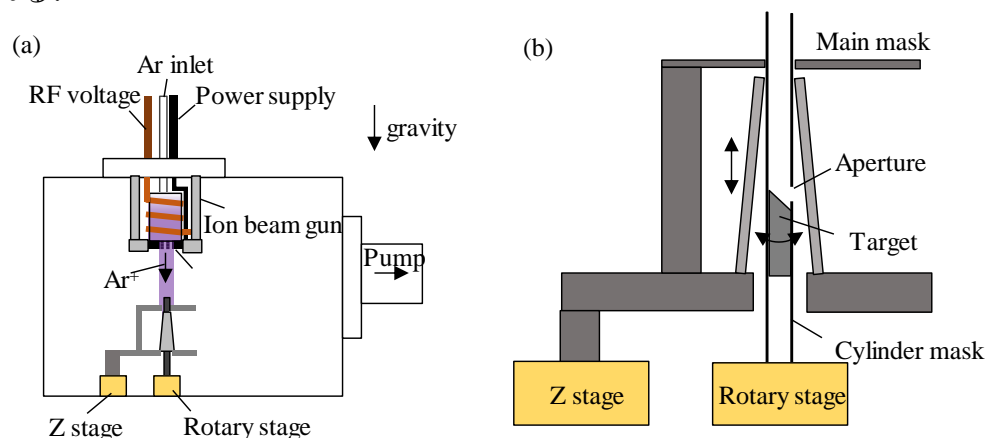 (a)
Ar inlet
RF voltage
Power supply
gravity
Ion beam gun
Ar+
Pump
Z stage
Rotary stage
(b)
Main mask
Aperture
Target
Cylinder mask
Z stage
Rotary stage